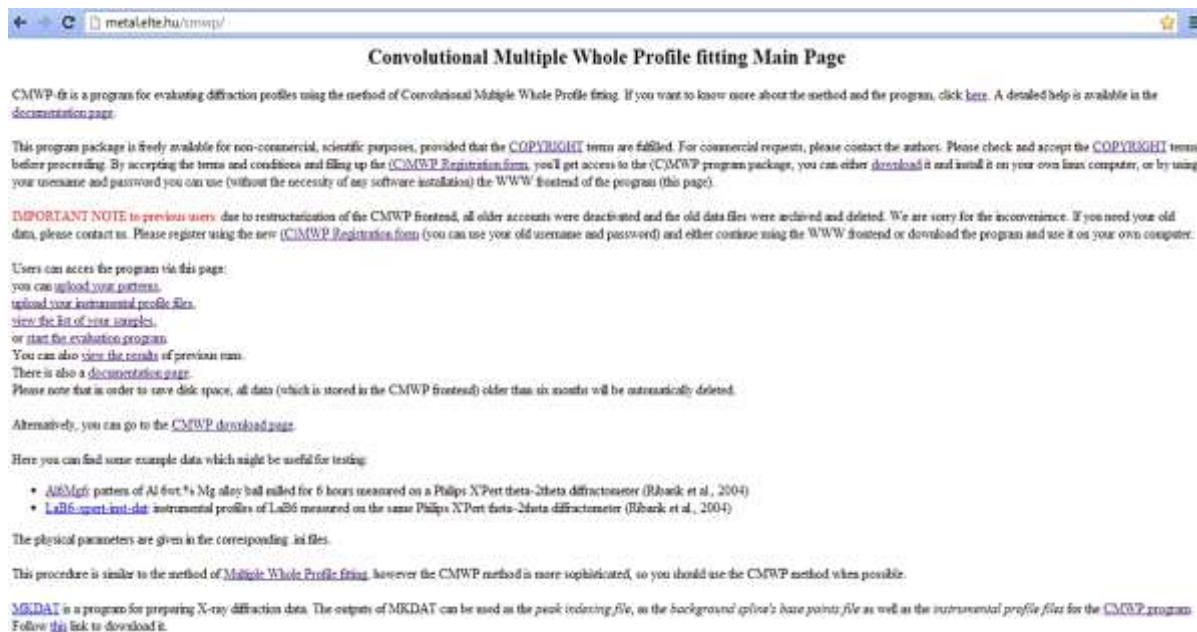 metal.elte.hu/cmwp/
Convolutional Multiple Whole Profile fitting Main Page
CMWP-fit is a program for evaluating diffraction profiles using the method of Convolutional Multiple Whole Profile fitting. If you want to know more about the method and the program, click here. A detailed help is available in the
documentation page.
This program package is freely available for non-commercial, scientific purposes, provided that the COPYRIGHT terms are fulfilled. For commercial requests, please contact the authors. Please check and accept the COPYRIGHT terms
before proceeding. By accepting the terms and conditions and filling up the (C)MWP Registration form, you'll get access to the (C)MWP program package, you can either download it and install it on your own linux computer, or by using
your username and password you can use (without the necessity of any software installation) the WWW frontend of the program (this page).
IMPORTANT NOTE to previous users: due to restructurization of the CMWP frontend, all older accounts were deactivated and the old data files were archived and deleted. We are sorry for the inconvenience. If you need your old
data, please contact us. Please register using the new (C)MWP Registration form (you can use your old username and password) and either continue using the WWW frontend or download the program and use it on your own computer.
Users can acces the program via this page:
you can upload your patterns,
upload your instrumental profile files,
view the list of your samples,
or start the evaluation program.
You can also view the results of previous runs.
There is also a documentation page.
Please note that in order to save disk space, all data (which is stored in the CMWP frontend) older than six months will be automatically deleted.
Alternatively, you can go to the CMWP download page.
Here you can find some example data which might be useful for testing:
• Al6Mg6: pattern of Al 6wt.% Mg alloy ball milled for 6 hours measured on a Philips X'Pert theta-2theta diffractometer (Ribarik et al., 2004)
• LaB6-xpert-inst-dat: instrumental profiles of LaB6 measured on the same Philips X'Pert theta-2theta diffractometer (Ribarik et al., 2004)
The physical parameters are given in the corresponding .ini files.
This procedure is similar to the method of Multiple Whole Profile fitting, however the CMWP method is more sophisticated, so you should use the CMWP method when possible.
MKDAT is a program for preparing X-ray diffraction data. The outputs of MKDAT can be used as the peak indexing file, as the background spline's base points file as well as the instrumental profile files for the CMWP program.
Follow this link to download it.